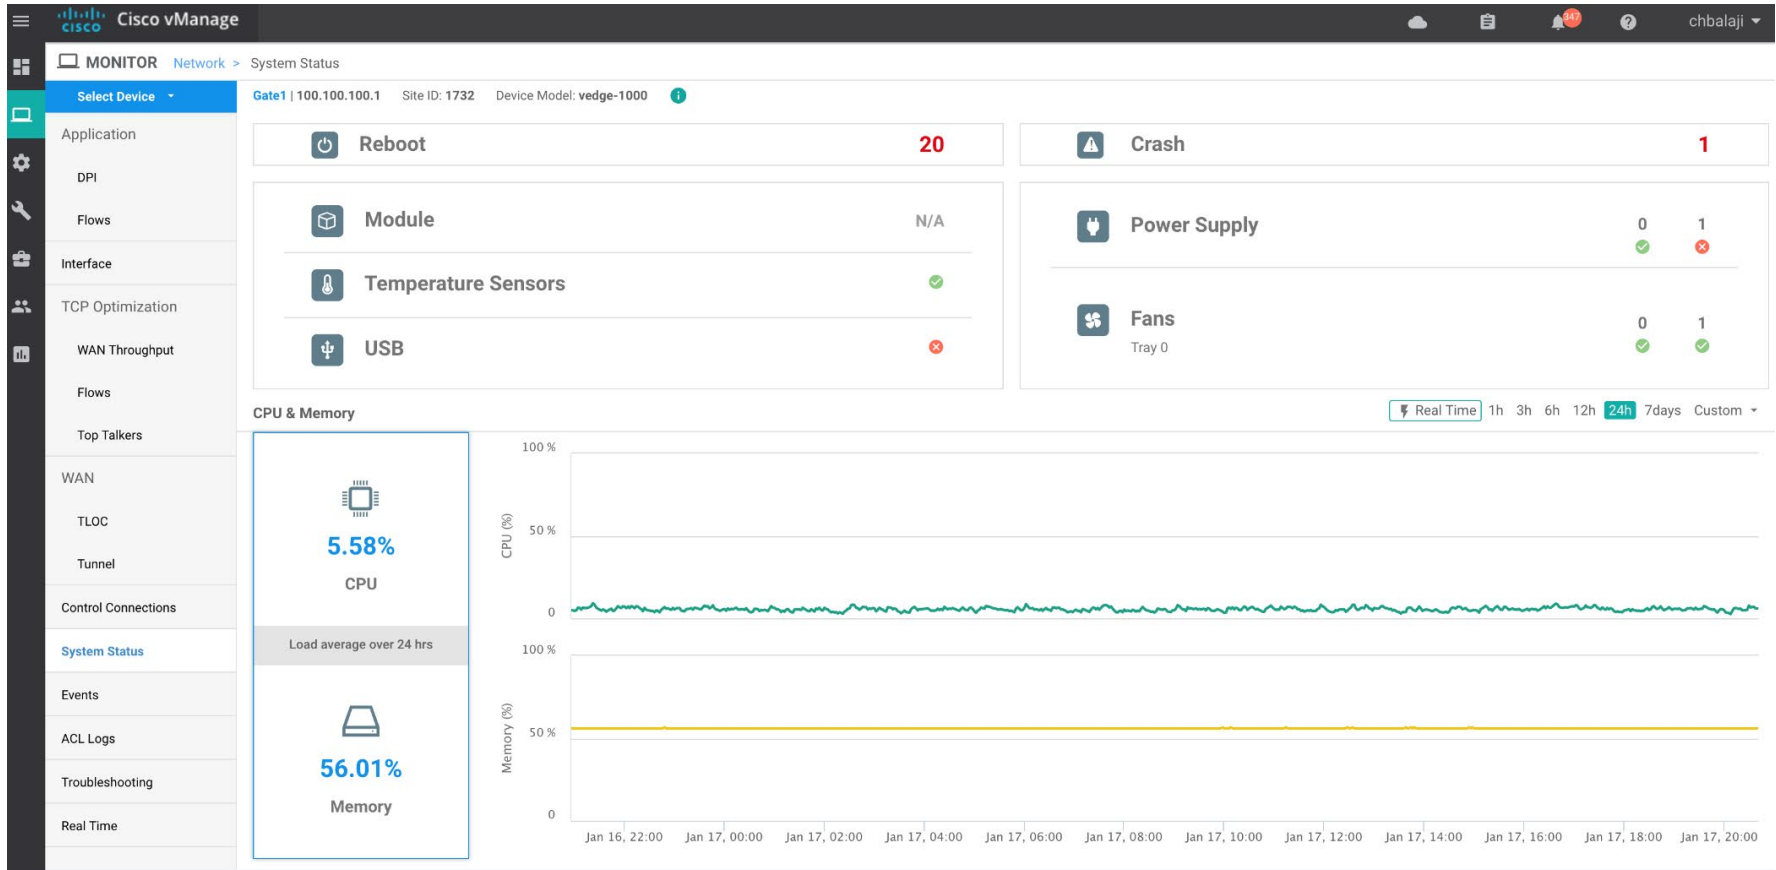 cisco Cisco vManage
347
chbalaji
MONITOR Network > System Status
Select Device
Gate1 | 100.100.100.1 Site ID: 1732 Device Model: vedge-1000
Application
DPI
Flows
Interface
TCP Optimization
WAN Throughput
Flows
Top Talkers
WAN
TLOC
Tunnel
Control Connections
System Status
Events
ACL Logs
Troubleshooting
Real Time
Reboot 20
Crash 1
Module N/A
Temperature Sensors
USB
Power Supply 0 1
Fans 0 1
Tray 0
CPU & Memory
Real Time 1h 3h 6h 12h 24h 7days Custom
5.58%
CPU
Load average over 24 hrs
56.01%
Memory
CPU (%)
100 %
50 %
0
Memory (%)
100 %
50 %
0
Jan 16, 22:00 Jan 17, 00:00 Jan 17, 02:00 Jan 17, 04:00 Jan 17, 06:00 Jan 17, 08:00 Jan 17, 10:00 Jan 17, 12:00 Jan 17, 14:00 Jan 17, 16:00 Jan 17, 18:00 Jan 17, 20:00